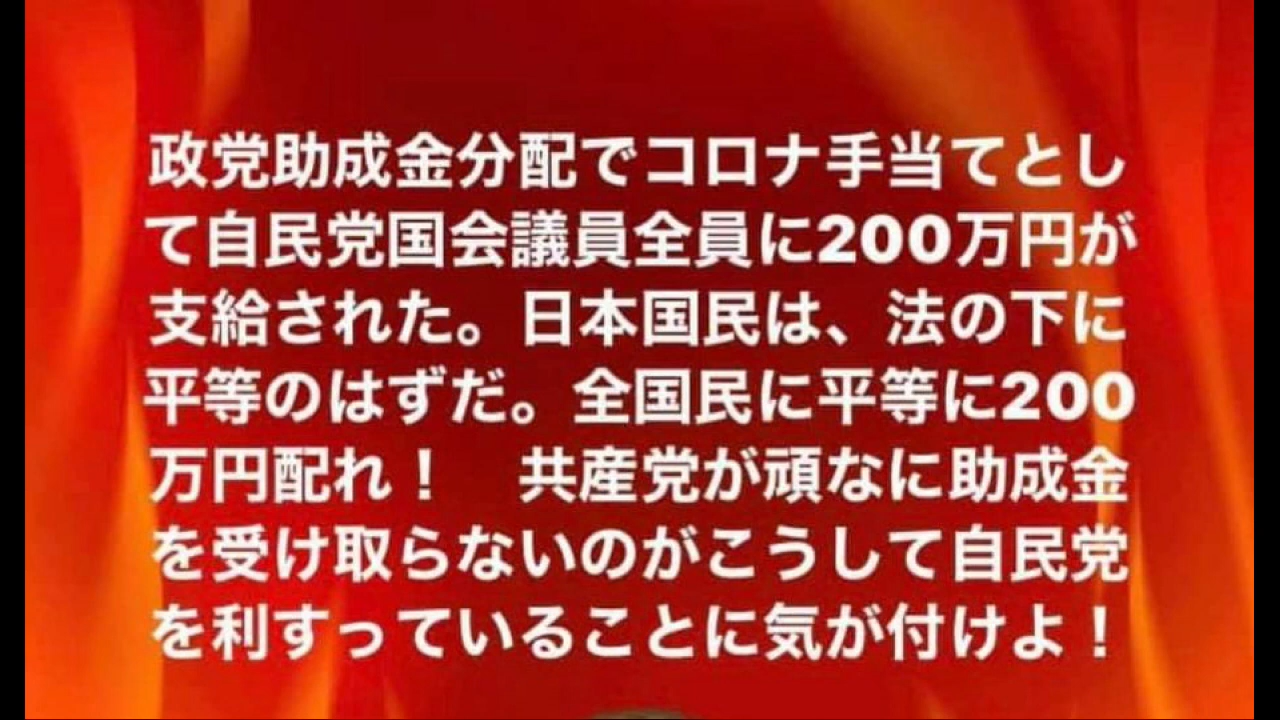 政党助成金分配でコロナ手当てとし
て自民党国会議員全員に200万円が
支給された。日本国民は、法の下に
平等のはずだ。全国民に平等に200
万円配れ！　共産党が頑なに助成金
を受け取らないのがこうして自民党
を利すっていることに気が付けよ！